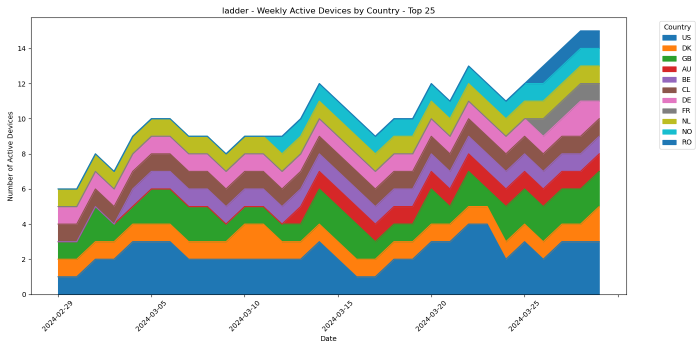 ladder - Weekly Active Devices by Country - Top 25
Number of Active Devices
14
12
10
8
6
4
2
0
2024-02-29
2024-03-05
2024-03-10
2024-03-15
2024-03-20
2024-03-25
Date
Country
US
DK
GB
AU
BE
CL
DE
FR
NL
NO
RO